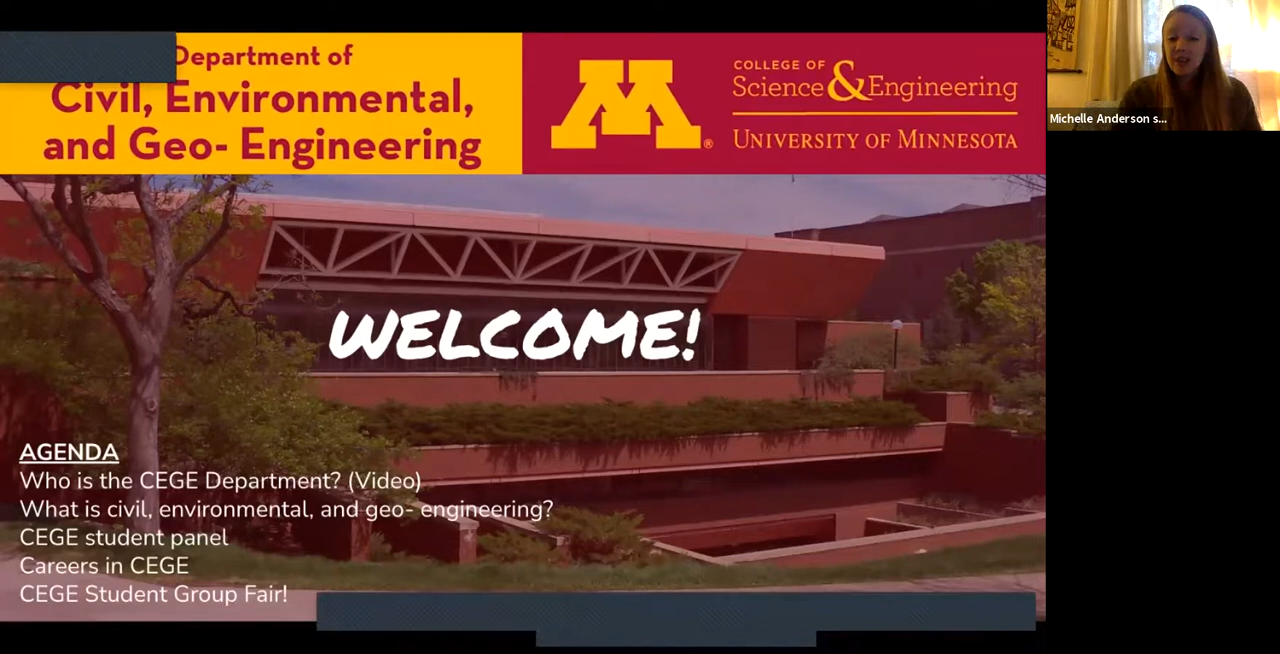 Department of
Civil, Environmental,
and Geo- Engineering
M®
COLLEGE OF
Science & Engineering
UNIVERSITY OF MINNESOTA
Michelle Anderson s...
WELCOME!
AGENDA
Who is the CEGE Department? (Video)
What is civil, environmental, and geo- engineering?
CEGE student panel
Careers in CEGE
CEGE Student Group Fair!